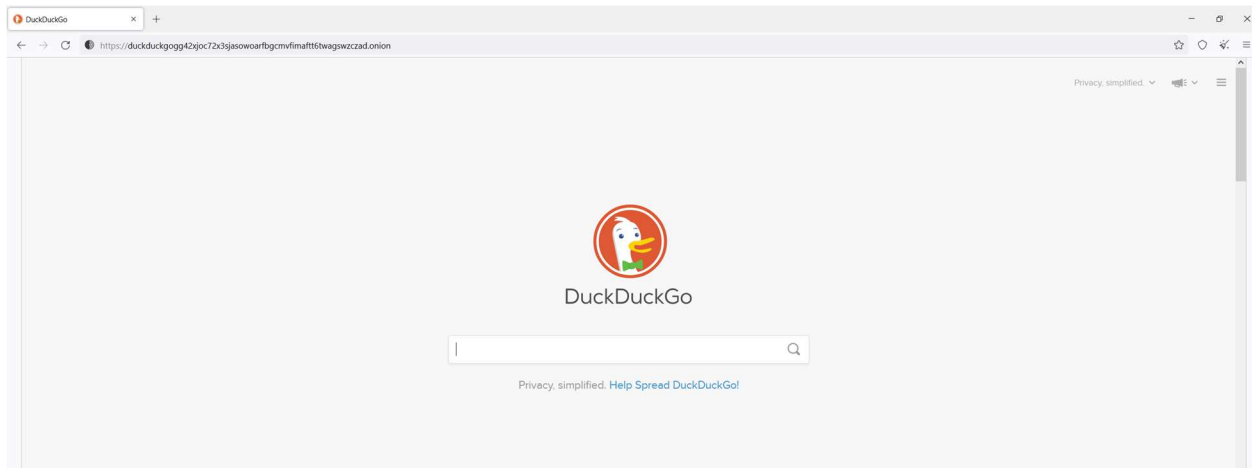 DuckDuckGo
https://duckduckgogg42xjoc72x3sjasowoarfbgcmvfimaftt6twagswzczad.onion
Privacy, simplified.
DuckDuckGo
Privacy, simplified. Help Spread DuckDuckGo!